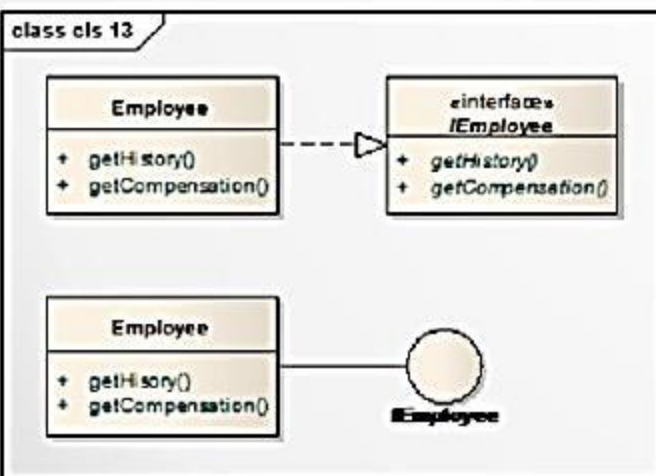 class cls 13
Employee
+ getHistory()
+ getCompensation()
«interface»
IEmployee
+ getHistory()
+ getCompensation()
Employee
+ getHisory()
+ getCompensation()
IEmployee